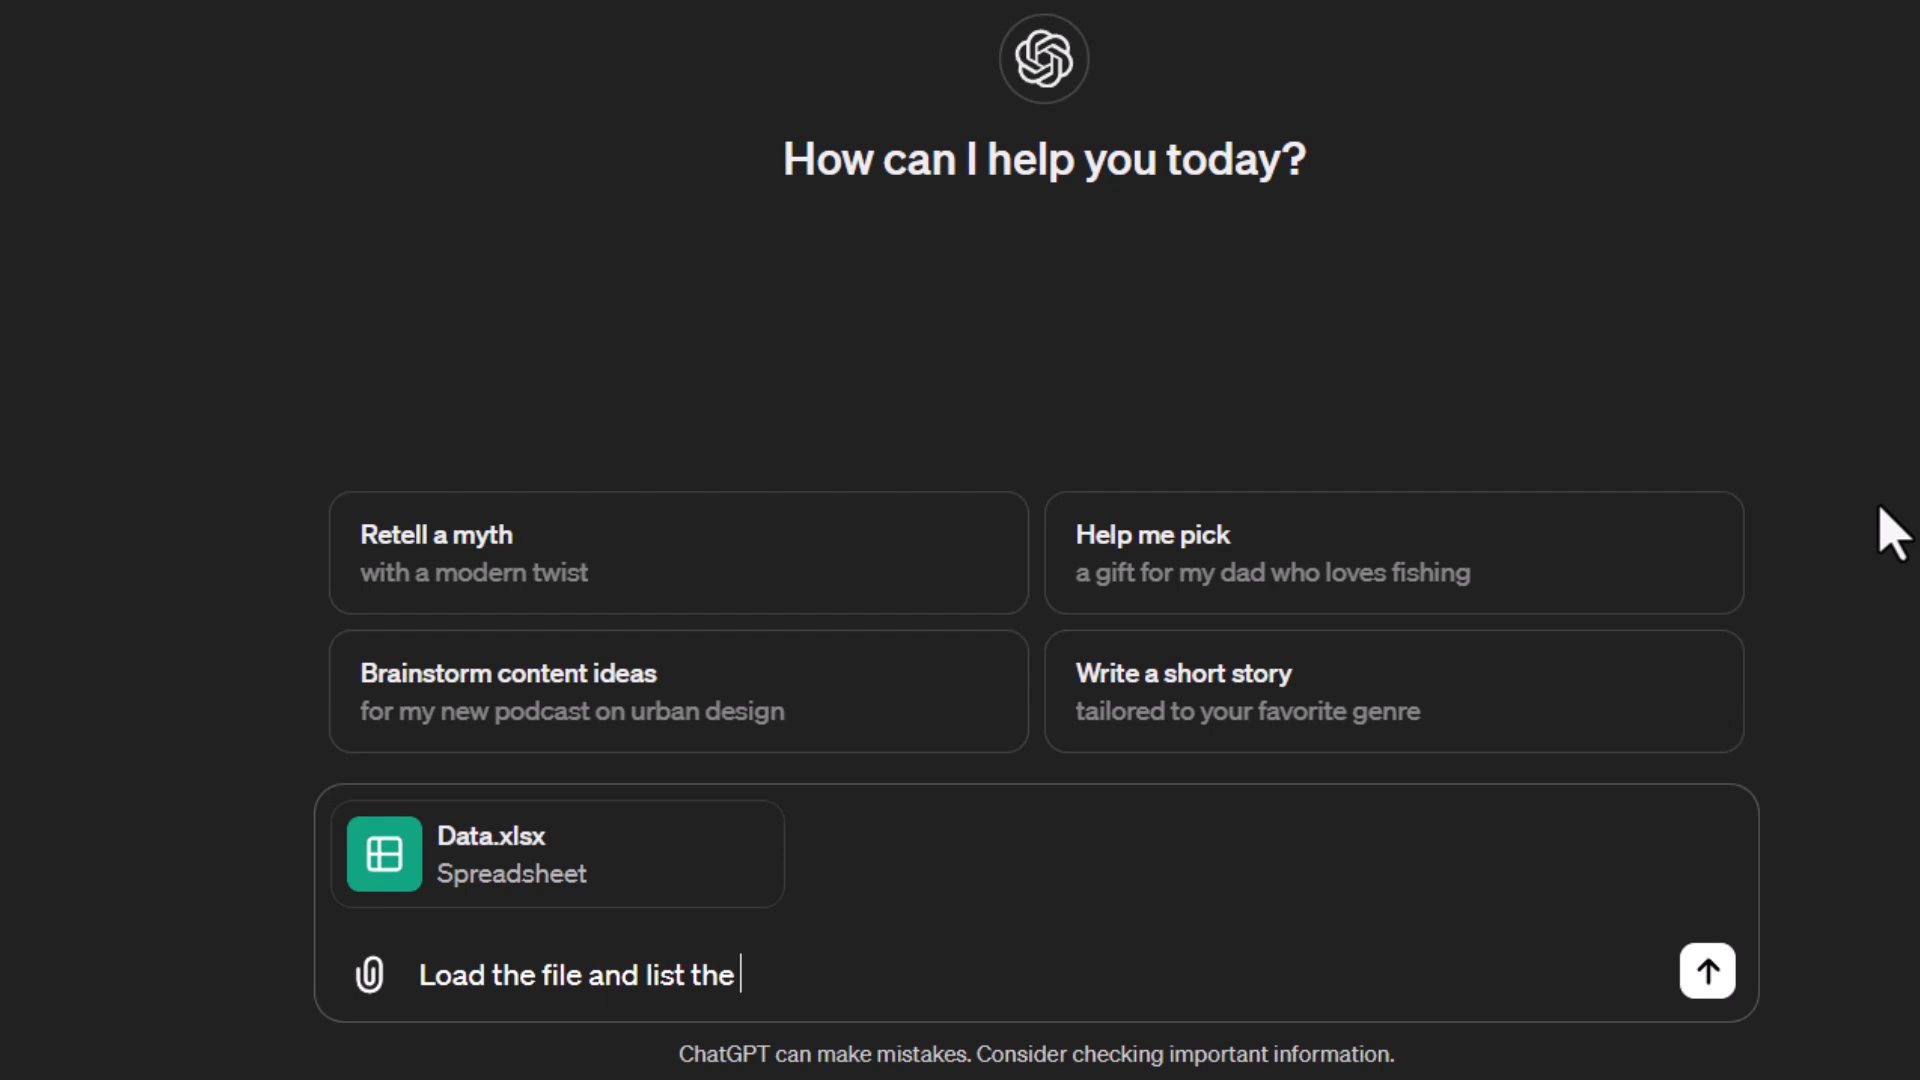 How can I help you today?
Retell a myth
with a modern twist
Help me pick
a gift for my dad who loves fishing
Brainstorm content ideas
for my new podcast on urban design
Write a short story
tailored to your favorite genre
Data.xlsx
Spreadsheet
Load the file and list the
ChatGPT can make mistakes. Consider checking important information.